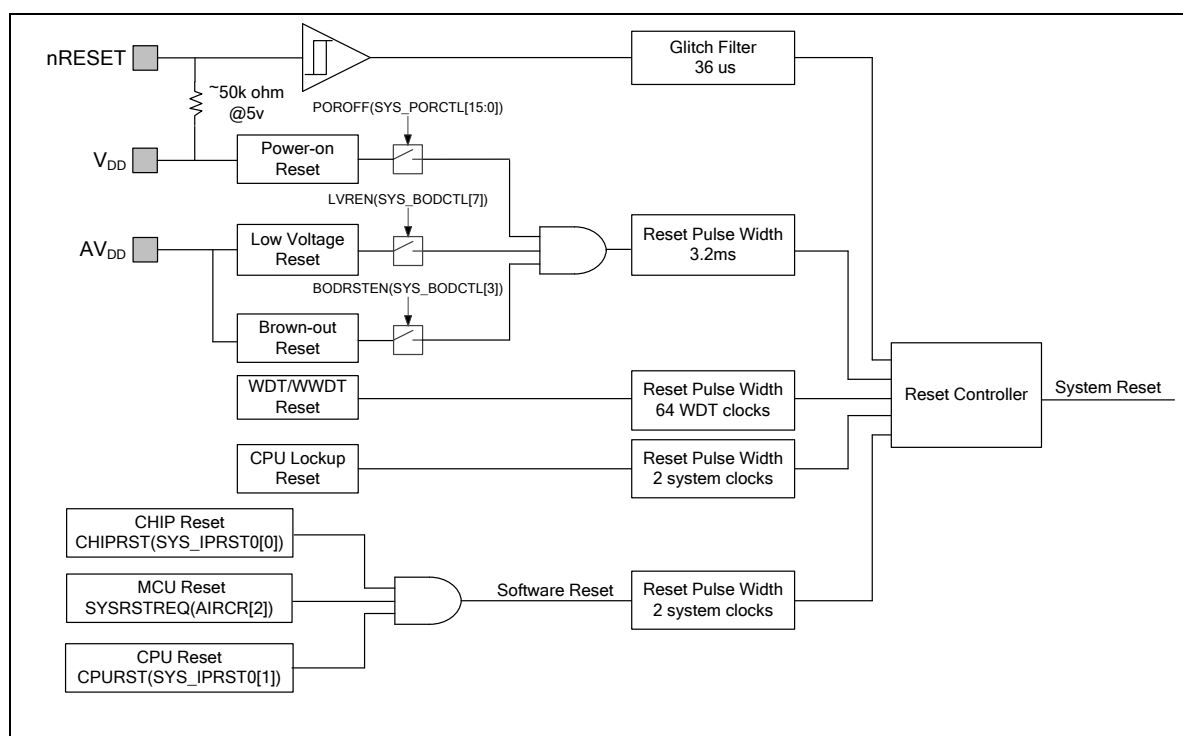 nRESET
~50k ohm
@5v
Glitch Filter
36 us
POROFF(SYS_PORCTL[15:0])
VDD
Power-on
Reset
LVREN(SYS_BODCTL[7])
AVDD
Low Voltage
Reset
Reset Pulse Width
3.2ms
BODRSTEN(SYS_BODCTL[3])
Brown-out
Reset
WDT/WWDT
Reset
Reset Pulse Width
64 WDT clocks
Reset Controller
System Reset
CPU Lockup
Reset
Reset Pulse Width
2 system clocks
CHIP Reset
CHIPRST(SYS_IPRST0[0])
MCU Reset
SYSRSTREQ(AIRCR[2])
Software Reset
Reset Pulse Width
2 system clocks
CPU Reset
CPURST(SYS_IPRST0[1])